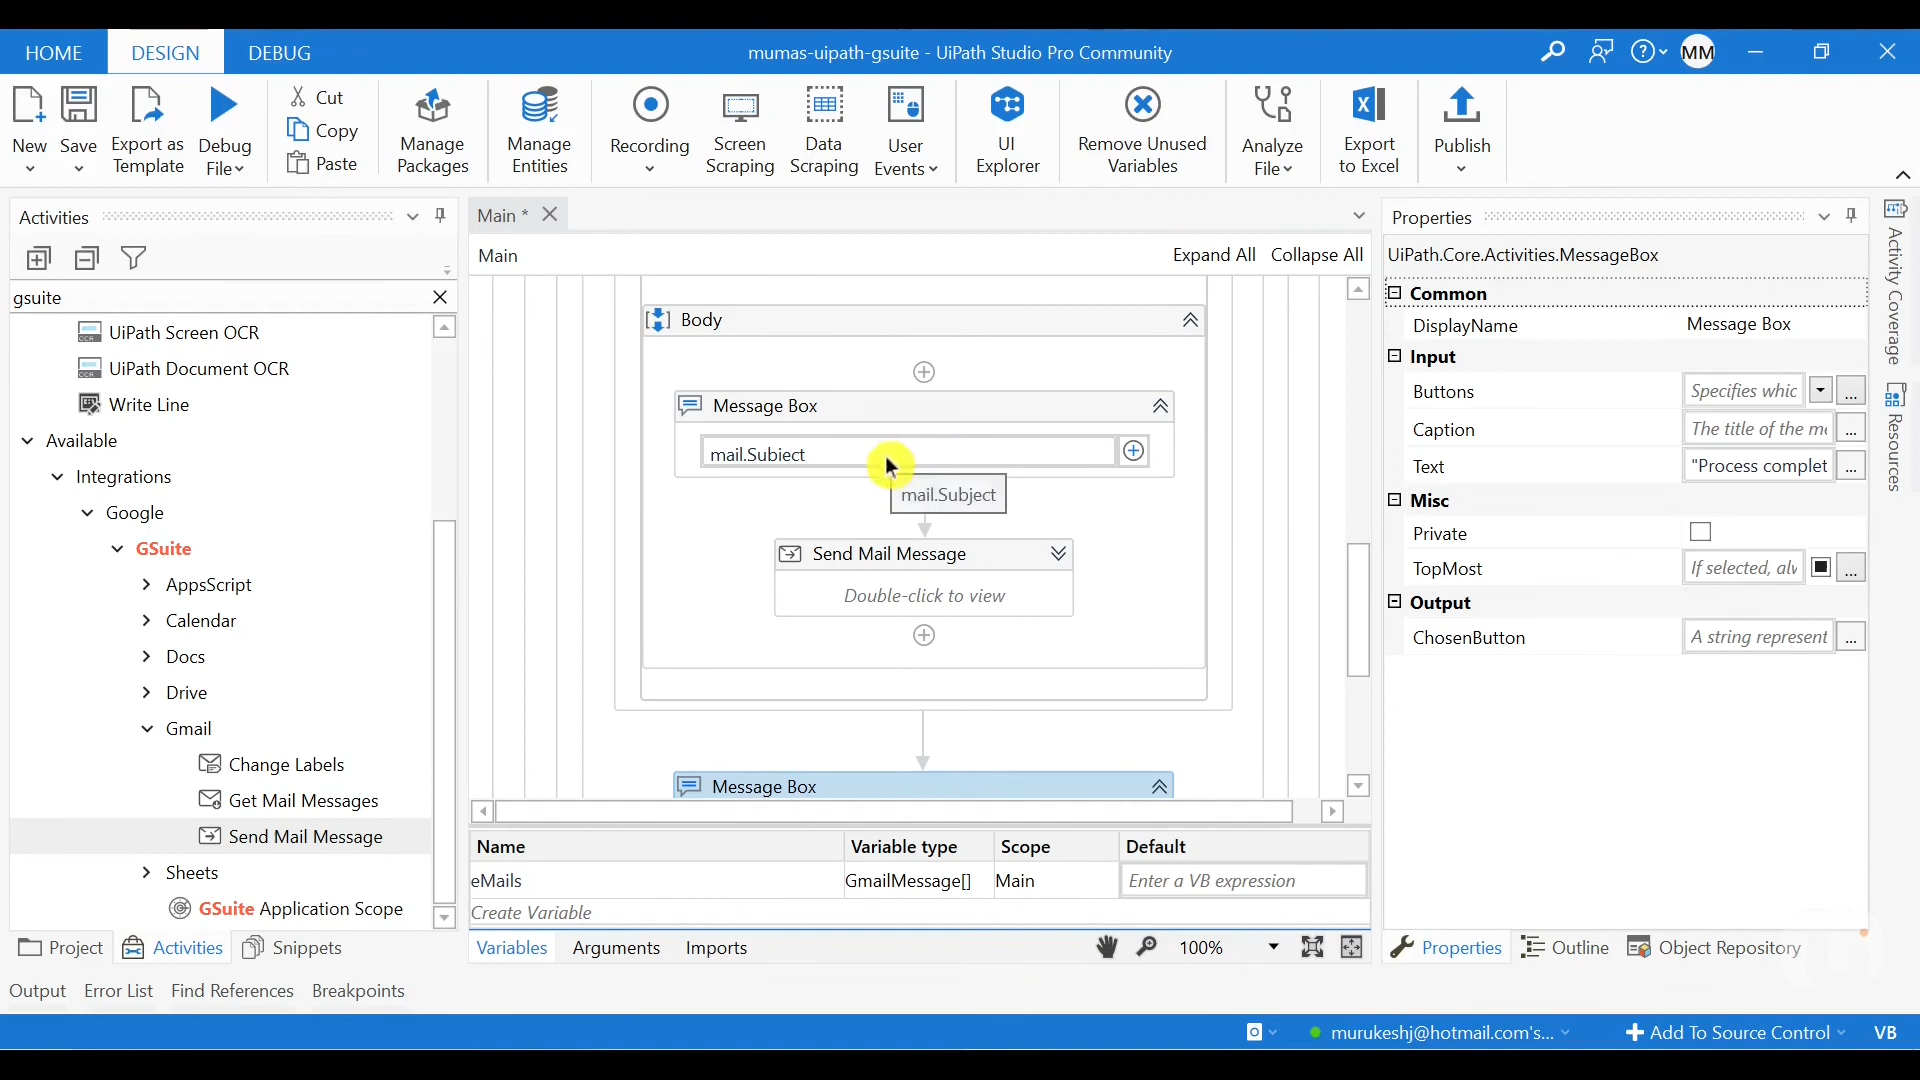 HOME DESIGN DEBUG mumas-uipath-gsuite - UiPath Studio Pro Community MM
New Save Export as Template Debug File Cut Copy Paste Manage Packages Manage Entities Recording Screen Scraping Data Scraping User Events UI Explorer Remove Unused Variables Analyze File Export to Excel Publish
Activities
gsuite
UiPath Screen OCR
UiPath Document OCR
Write Line
Available
Integrations
Google
GSuite
AppsScript
Calendar
Docs
Drive
Gmail
Change Labels
Get Mail Messages
Send Mail Message
Sheets
GSuite Application Scope
Project Activities Snippets
Main *
Main Expand All Collapse All
Body
Message Box
mail.Subject
mail.Subject
Send Mail Message
Double-click to view
Message Box
Name Variable type Scope Default
eMails GmailMessage[] Main Enter a VB expression
Create Variable
Variables Arguments Imports 100%
Properties
UiPath.Core.Activities.MessageBox
Common
DisplayName Message Box
Input
Buttons Specifies whic ...
Caption The title of the me ...
Text "Process complet ...
Misc
Private
TopMost If selected, alw ...
Output
ChosenButton A string represent ...
Properties Outline Object Repository
Activity Coverage
Resources
Output Error List Find References Breakpoints
murukeshj@hotmail.com's... Add To Source Control VB